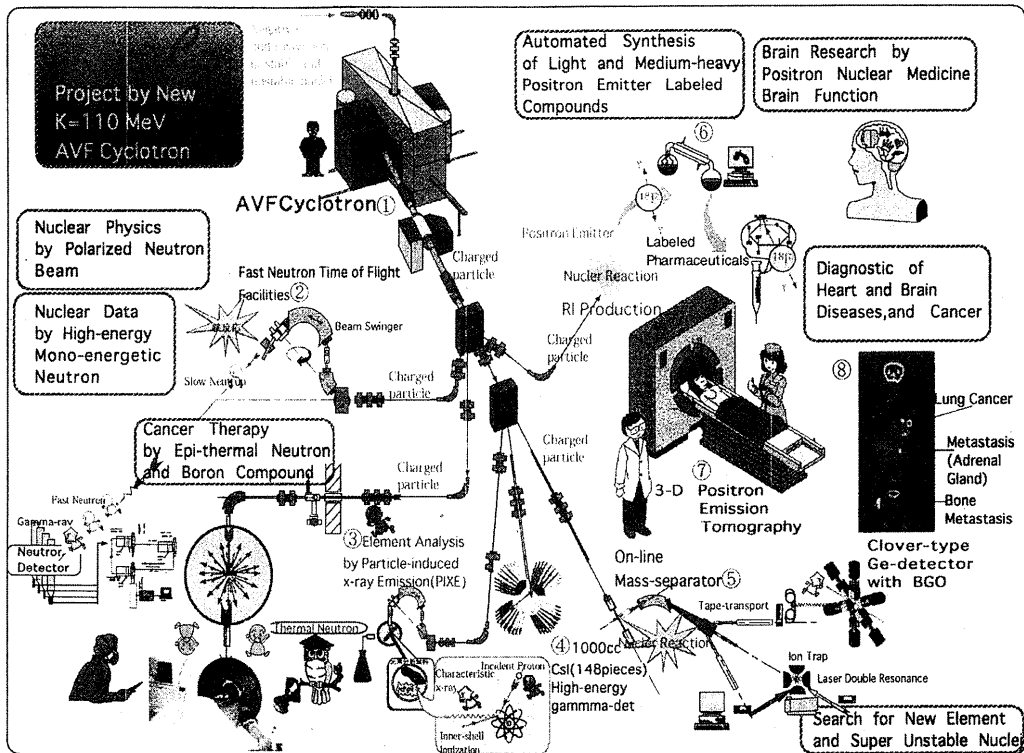 Project by New
K=110 MeV
AVF Cyclotron
Automated Synthesis
of Light and Medium-heavy
Positron Emitter Labeled
Compounds
Brain Research by
Positron Nuclear Medicine
Brain Function
⑥
AVFCyclotron①
18F
Positron Emitter
Labeled
Pharmaceuticals
18F
Nuclear Physics
by Polarized Neutron
Beam
Charged
particle
Nucler Reaction
RI Production
Diagnostic of
Heart and Brain
Diseases,and Cancer
Fast Neutron Time of Flight
Facilities②
Beam Swinger
Nuclear Data
by High-energy
Mono-energetic
Neutron
Slow Neutron
Charged
particle
Charged
particle
⑧
Lung Cancer
Metastasis
(Adrenal
Gland)
Bone
Metastasis
Cancer Therapy
by Epi-thermal Neutron
and Boron Compound
Charged
particle
Charged
particle
⑦
3-D Positron
Emission
Tomography
Fast Neutron
Gamma-ray
Neutror
Detector
③Element Analysis
by Particle-induced
x-ray Emission(PIXE)
On-line
Mass-separator⑤
Clover-type
Ge-detector
with BGO
Tape-transport
Thermal Neutron
Nucler Reaction
④1000cc
CsI(148pieces)
High-energy
gammma-det
Incident Proton
Characteristic
x-ray
Inner-shell
Ionization
Ion Trap
Laser Double Resonance
Search for New Element
and Super Unstable Nuclei